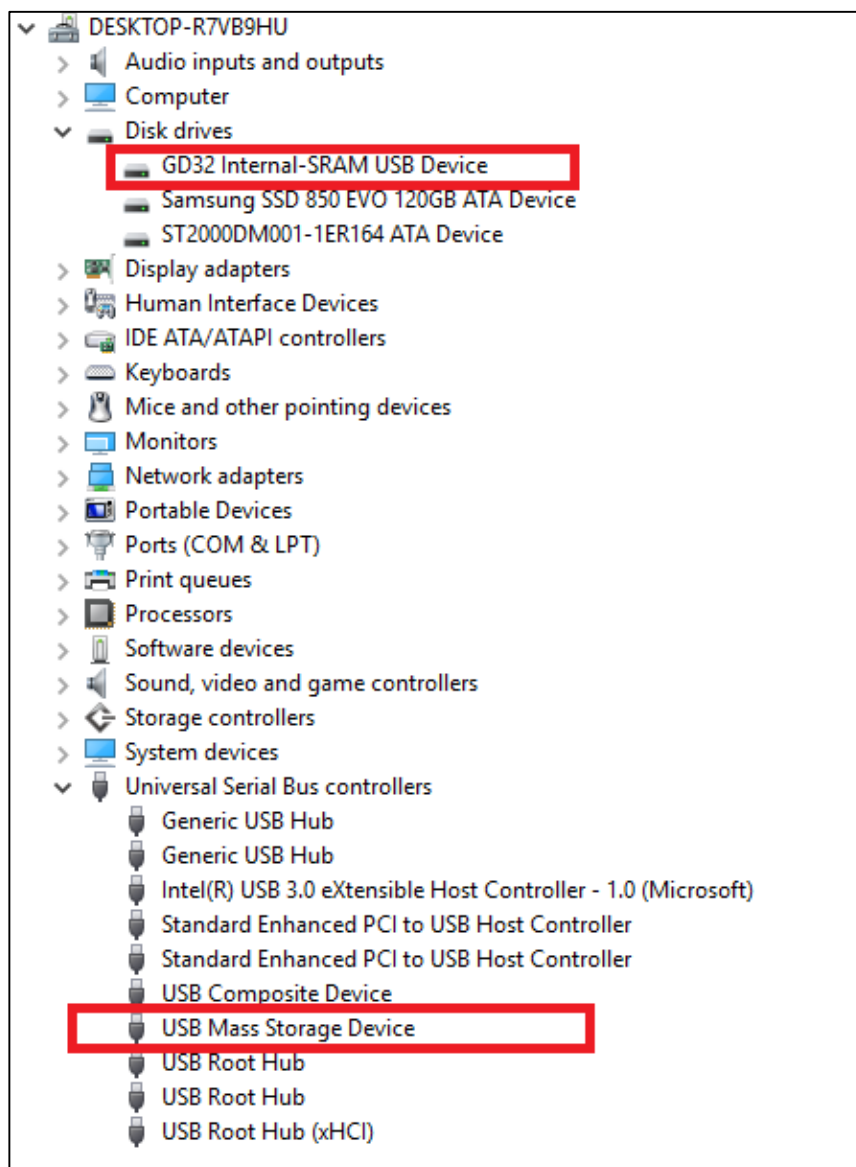 DESKTOP-R7VB9HU
Audio inputs and outputs
Computer
Disk drives
GD32 Internal-SRAM USB Device
Samsung SSD 850 EVO 120GB ATA Device
ST2000DM001-1ER164 ATA Device
Display adapters
Human Interface Devices
IDE ATA/ATAPI controllers
Keyboards
Mice and other pointing devices
Monitors
Network adapters
Portable Devices
Ports (COM & LPT)
Print queues
Processors
Software devices
Sound, video and game controllers
Storage controllers
System devices
Universal Serial Bus controllers
Generic USB Hub
Generic USB Hub
Intel(R) USB 3.0 eXtensible Host Controller - 1.0 (Microsoft)
Standard Enhanced PCI to USB Host Controller
Standard Enhanced PCI to USB Host Controller
USB Composite Device
USB Mass Storage Device
USB Root Hub
USB Root Hub
USB Root Hub (xHCI)